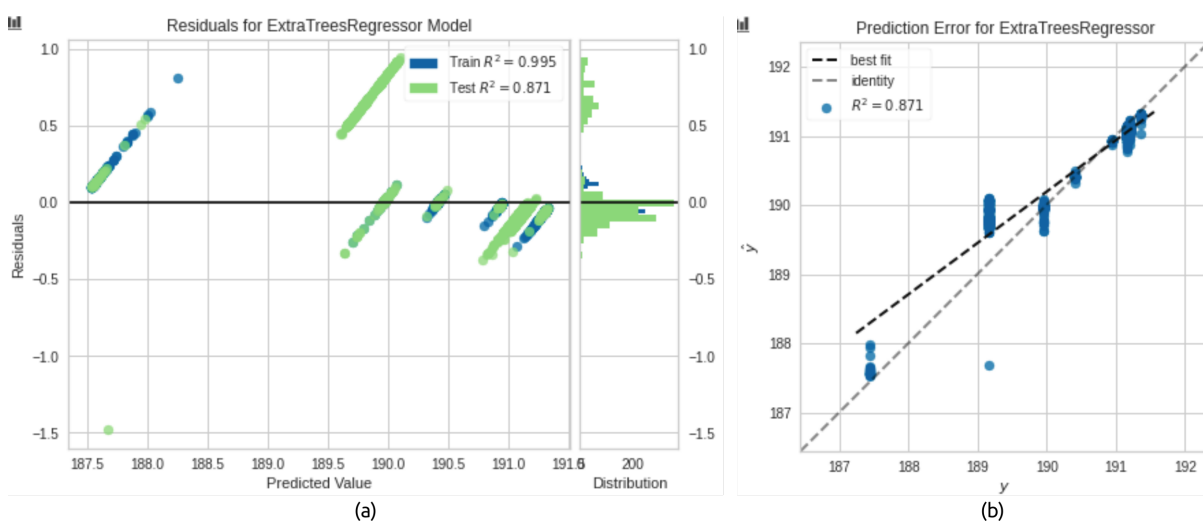 Residuals for ExtraTreesRegressor Model
1.0
0.5
0.0
−0.5
−1.0
−1.5
Residuals
Train R² = 0.995
Test R² = 0.871
187.5 188.0 188.5 189.0 189.5 190.0 190.5 191.0 191.5
Predicted Value
1.0
0.5
0.0
−0.5
−1.0
−1.5
200
Distribution
(a)
Prediction Error for ExtraTreesRegressor
best fit
identity
R² = 0.871
192
191
190
189
188
187
ŷ
187 188 189 190 191 192
y
(b)